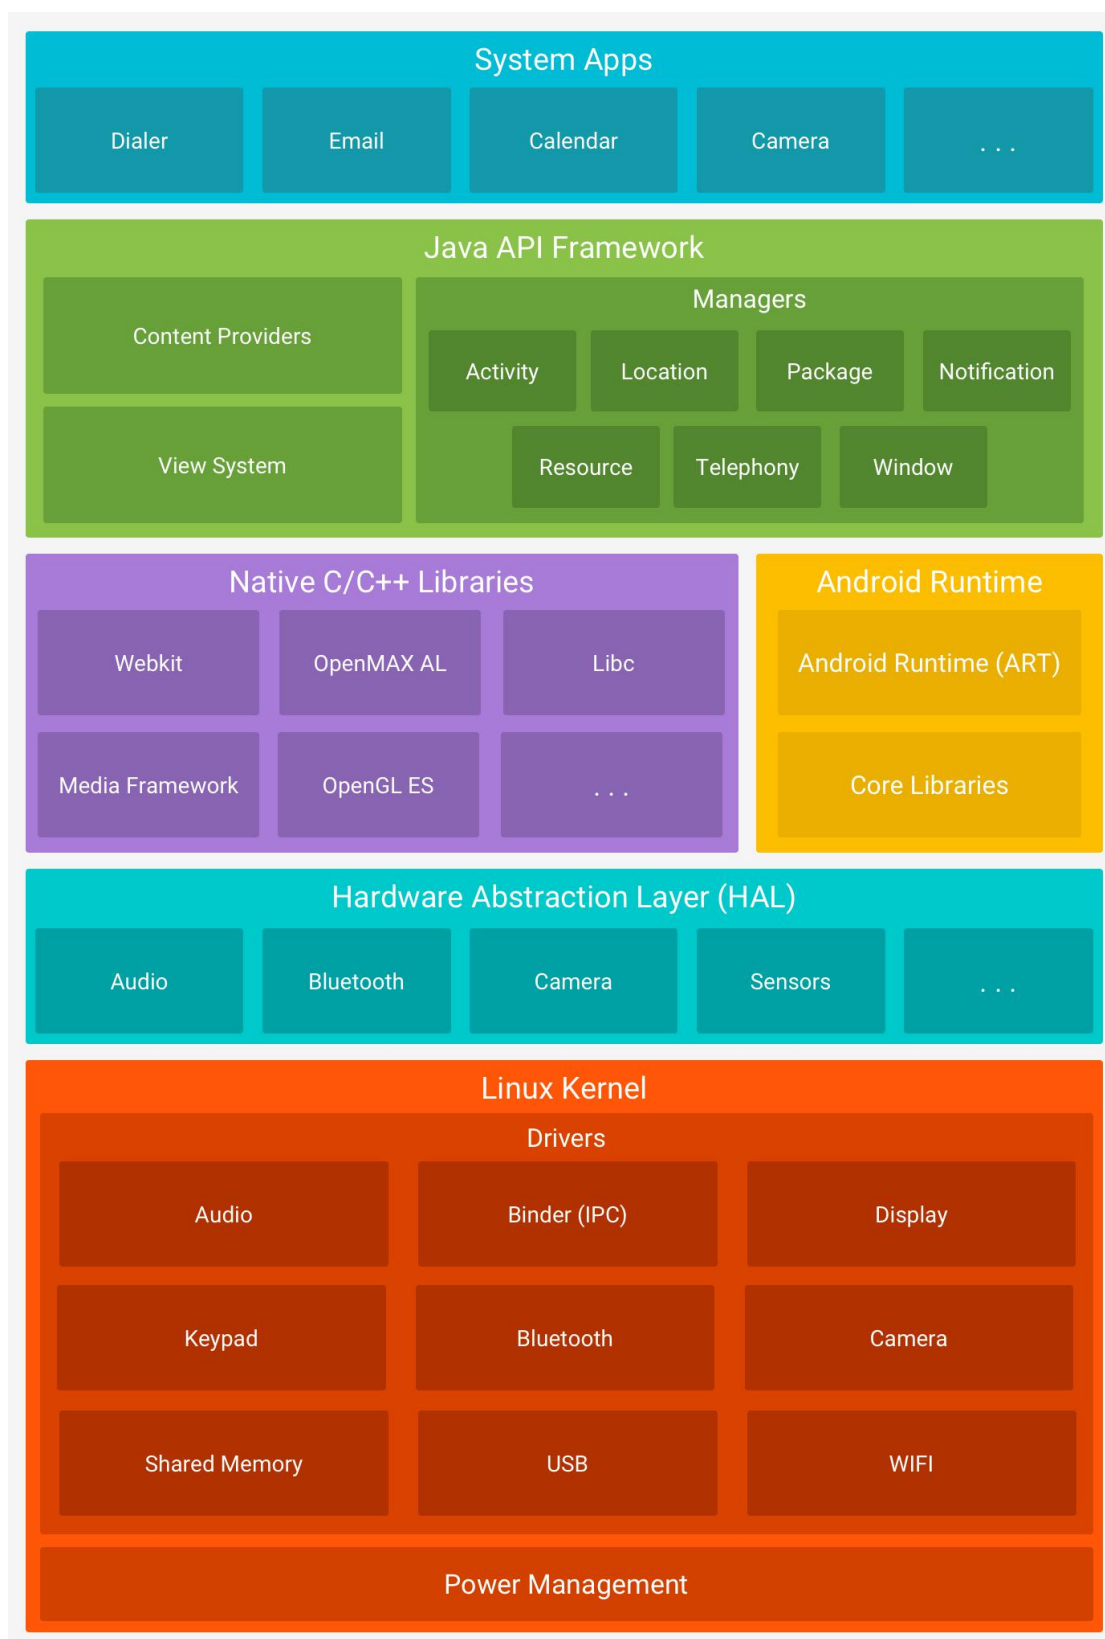 System Apps
Dialer
Email
Calendar
Camera
. . .
Java API Framework
Content Providers
View System
Managers
Activity
Location
Package
Notification
Resource
Telephony
Window
Native C/C++ Libraries
Webkit
OpenMAX AL
Libc
Media Framework
OpenGL ES
. . .
Android Runtime
Android Runtime (ART)
Core Libraries
Hardware Abstraction Layer (HAL)
Audio
Bluetooth
Camera
Sensors
. . .
Linux Kernel
Drivers
Audio
Binder (IPC)
Display
Keypad
Bluetooth
Camera
Shared Memory
USB
WIFI
Power Management